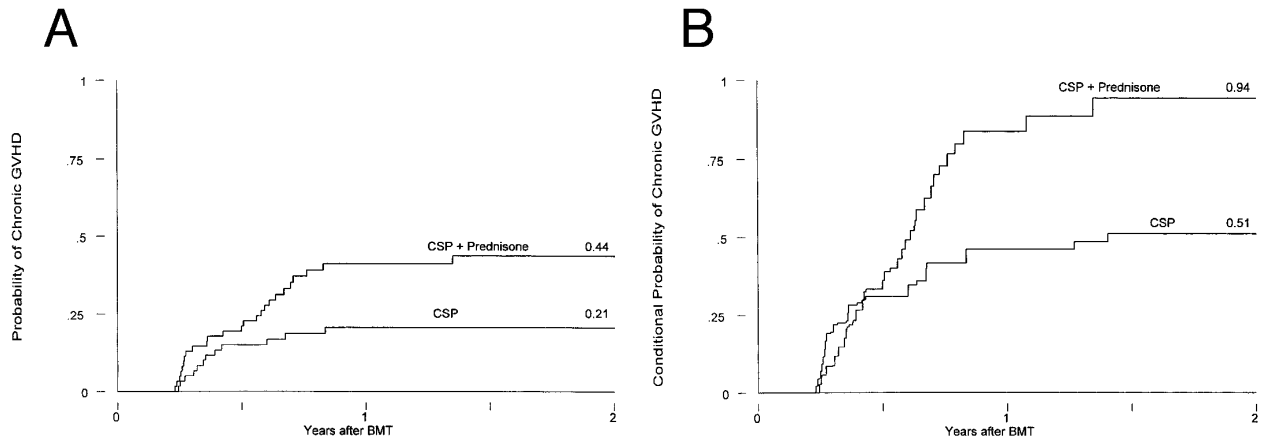 A
Probability of Chronic GVHD
1
.75
.5
.25
0
CSP + Prednisone 0.44
CSP 0.21
0 1 2
Years after BMT
B
Conditional Probability of Chronic GVHD
1
.75
.5
.25
0
CSP + Prednisone 0.94
CSP 0.51
0 1 2
Years after BMT